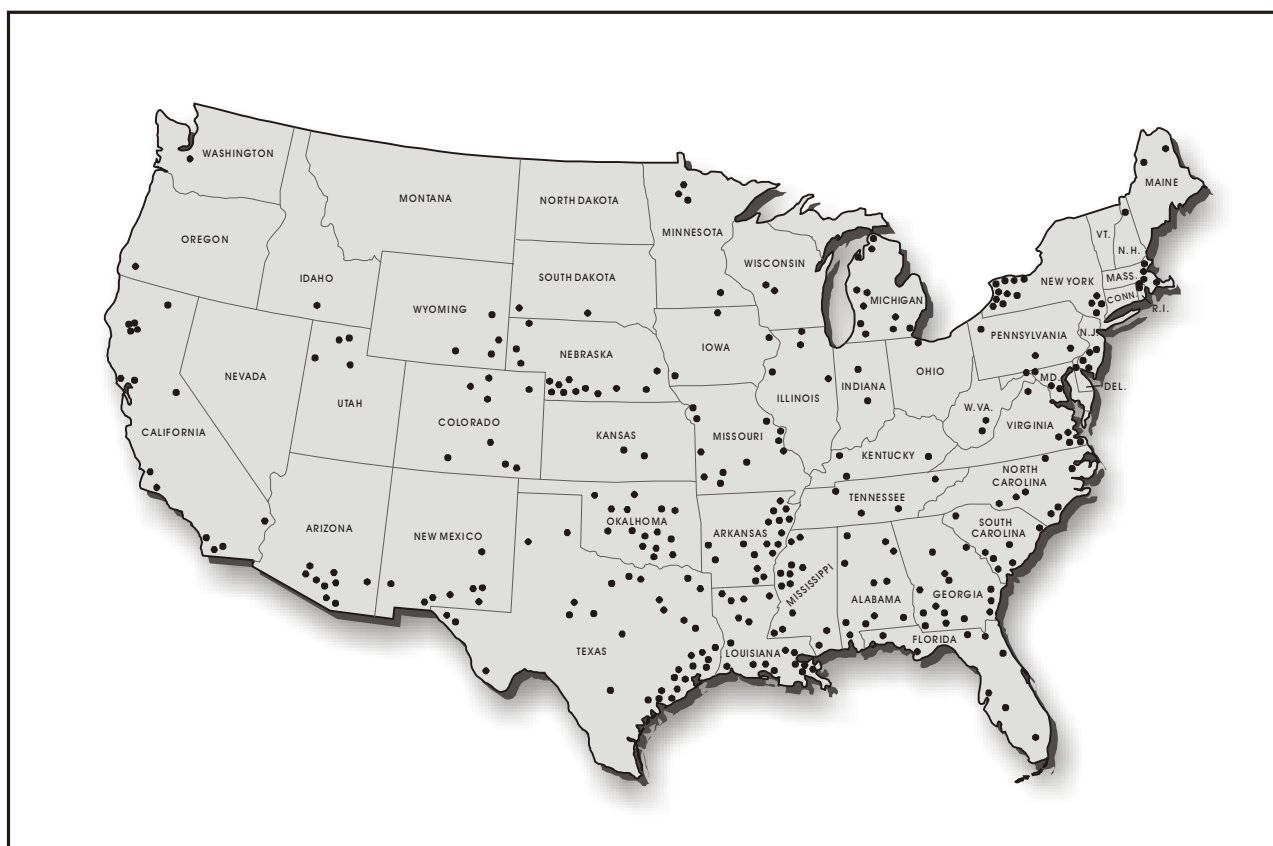 WASHINGTON
MONTANA
NORTH DAKOTA
MINNESOTA
MAINE
OREGON
IDAHO
SOUTH DAKOTA
WISCONSIN
VT.
N.H.
WYOMING
MICHIGAN
NEW YORK
MASS.
CONN.
R.I.
NEVADA
UTAH
NEBRASKA
IOWA
ILLINOIS
INDIANA
OHIO
PENNSYLVANIA
N.J.
MD.
DEL.
CALIFORNIA
COLORADO
KANSAS
MISSOURI
KENTUCKY
W.VA.
VIRGINIA
ARIZONA
NEW MEXICO
OKALHOMA
ARKANSAS
TENNESSEE
NORTH
CAROLINA
SOUTH
CAROLINA
MISSISSIPPI
ALABAMA
GEORGIA
TEXAS
LOUISIANA
FLORIDA